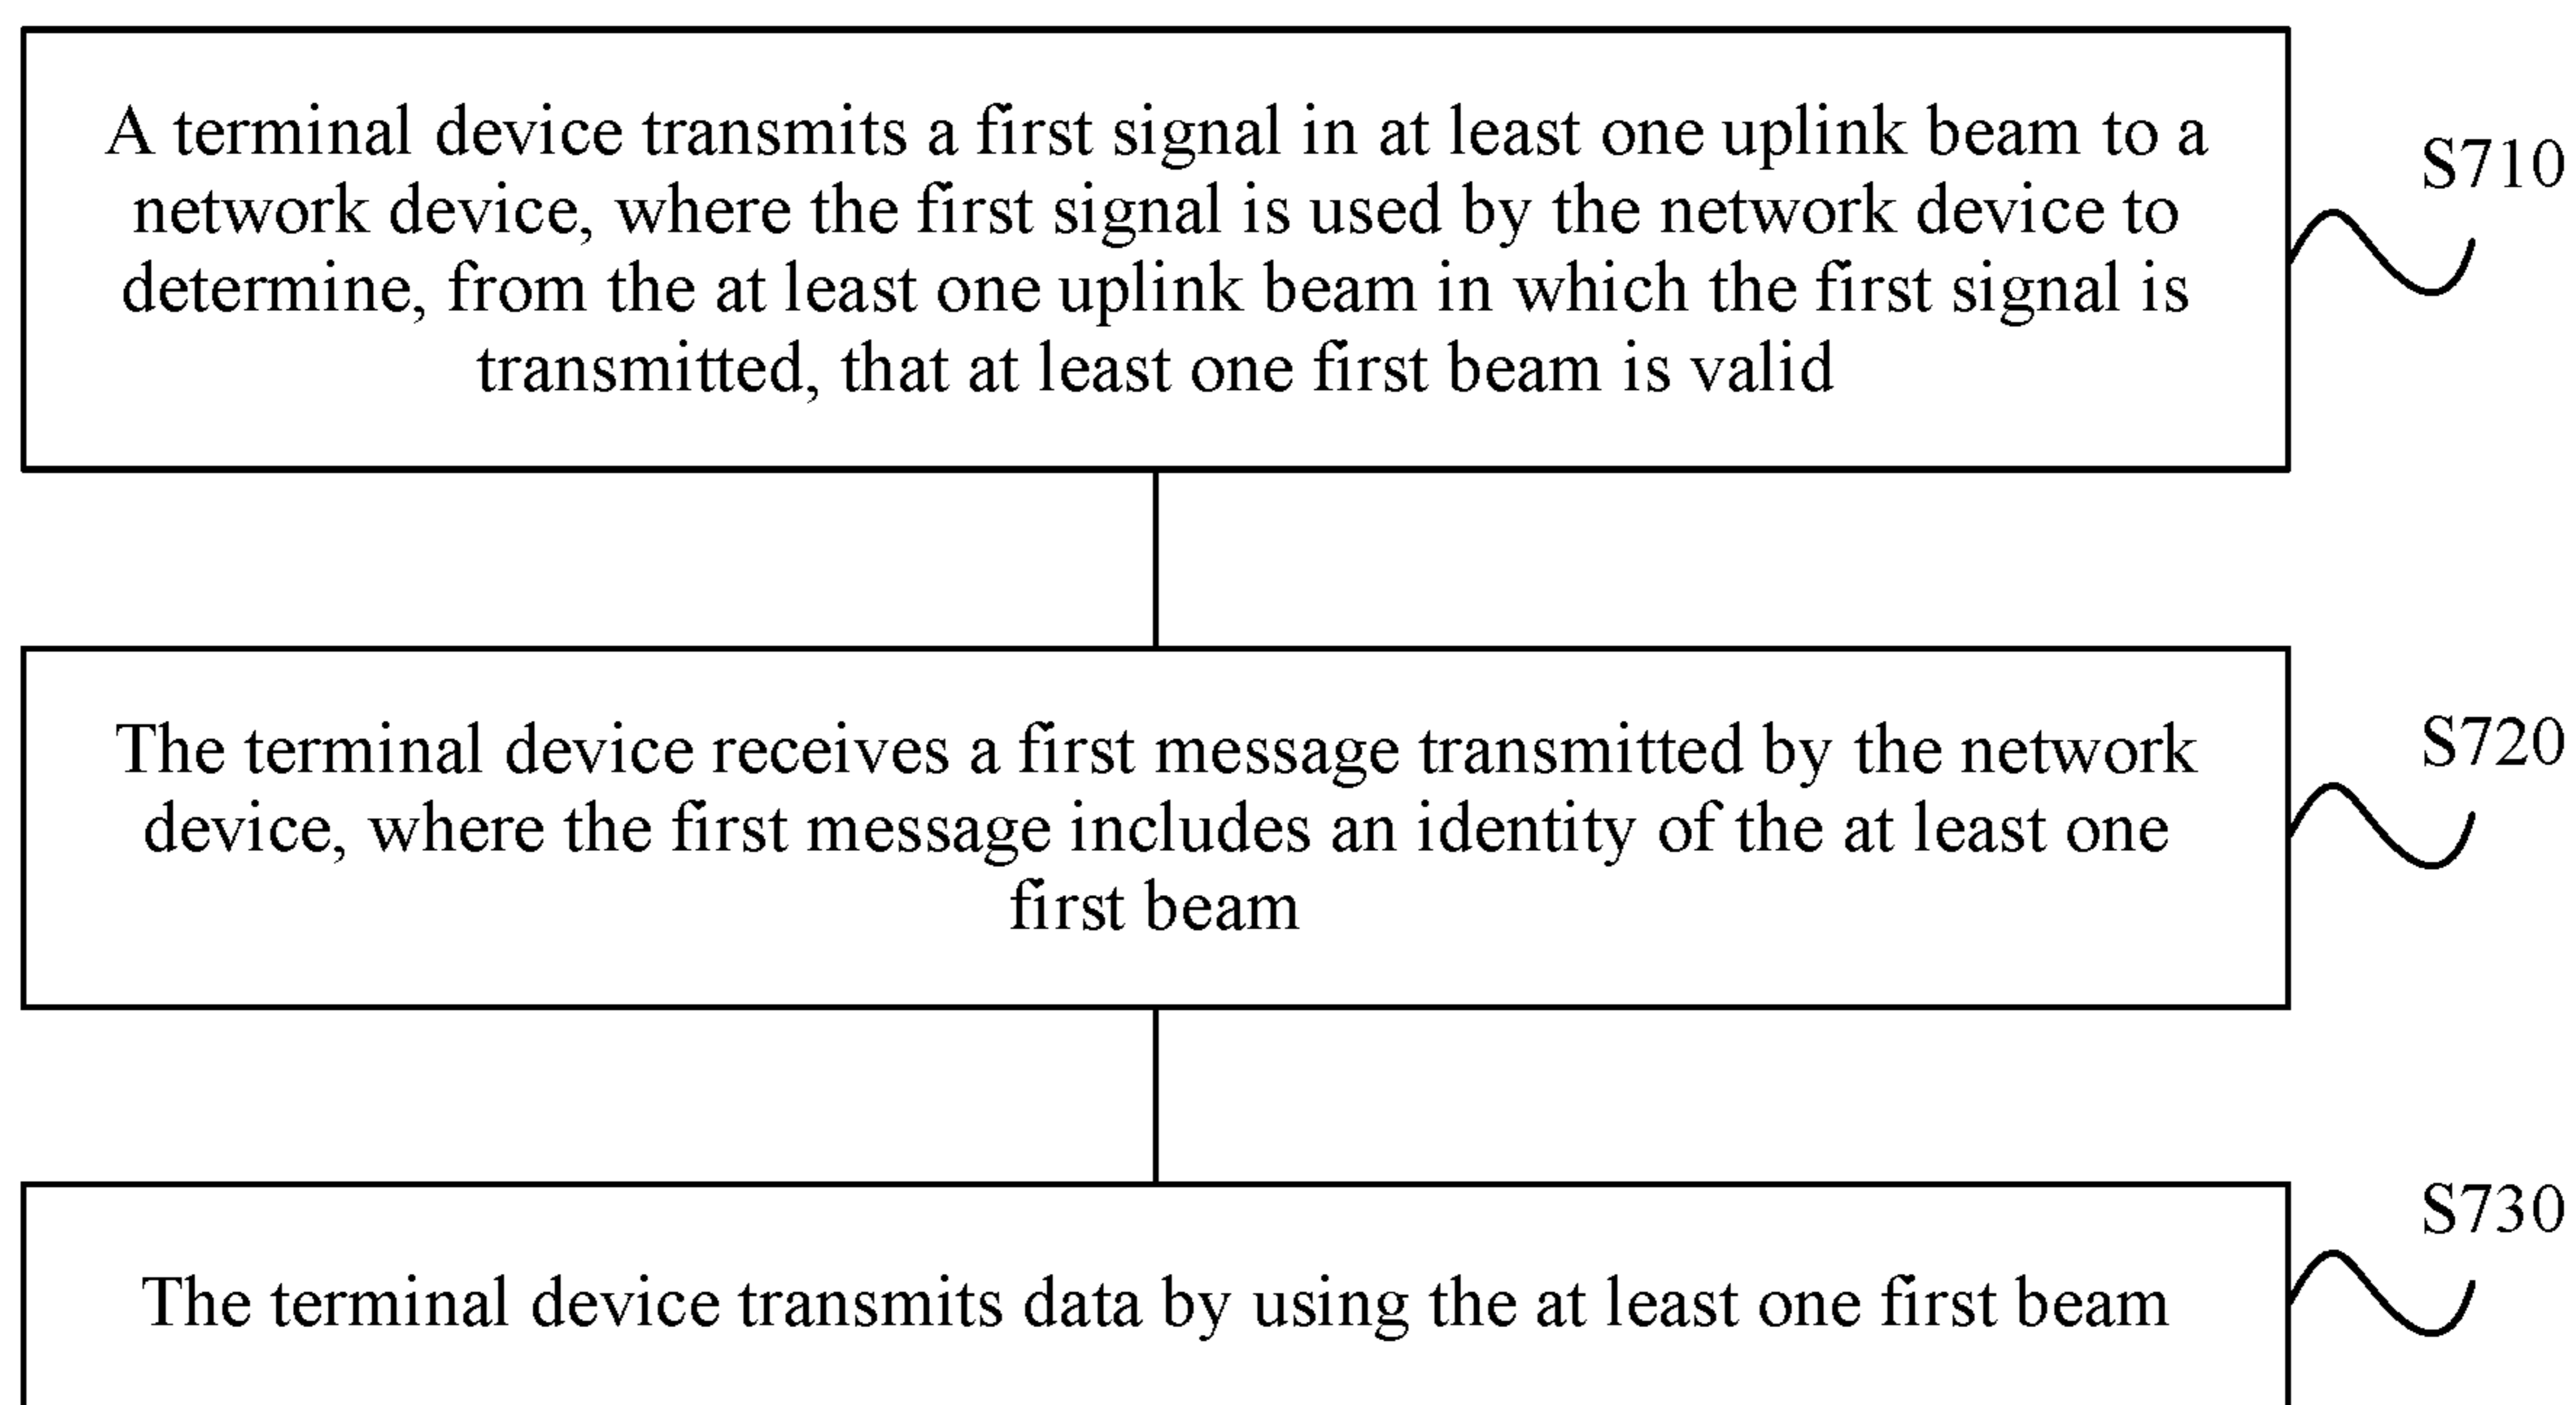 A terminal device transmits a first signal in at least one uplink beam to a
network device, where the first signal is used by the network device to
determine, from the at least one uplink beam in which the first signal is
transmitted, that at least one first beam is valid
S710
The terminal device receives a first message transmitted by the network
device, where the first message includes an identity of the at least one
first beam
S720
The terminal device transmits data by using the at least one first beam
S730